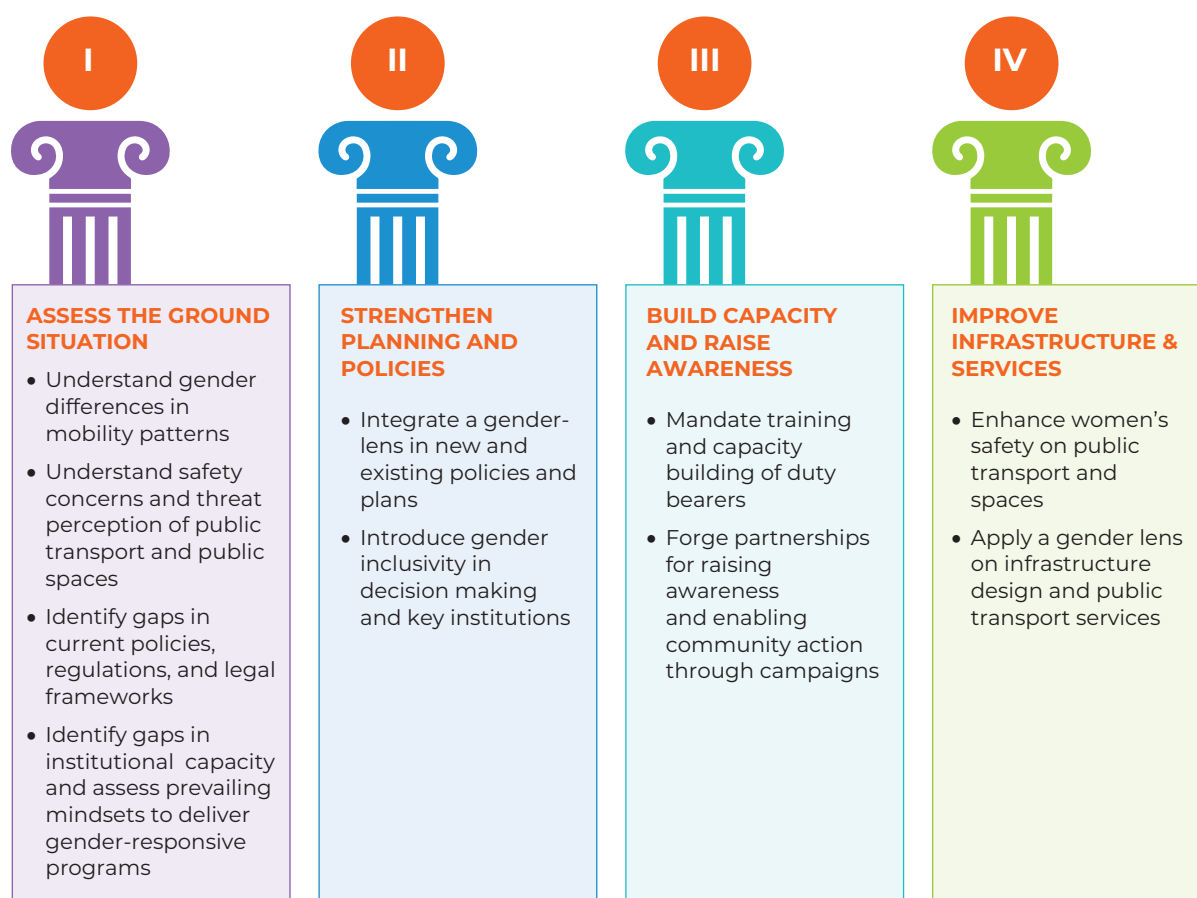 I
ASSESS THE GROUND
SITUATION
• Understand gender
differences in
mobility patterns
• Understand safety
concerns and threat
perception of public
transport and public
spaces
• Identify gaps in
current policies,
regulations, and legal
frameworks
• Identify gaps in
institutional capacity
and assess prevailing
mindsets to deliver
gender-responsive
programs
II
STRENGTHEN
PLANNING AND
POLICIES
• Integrate a gender-
lens in new and
existing policies and
plans
• Introduce gender
inclusivity in
decision making
and key institutions
III
BUILD CAPACITY
AND RAISE
AWARENESS
• Mandate training
and capacity
building of duty
bearers
• Forge partnerships
for raising
awareness
and enabling
community action
through campaigns
IV
IMPROVE
INFRASTRUCTURE &
SERVICES
• Enhance women’s
safety on public
transport and
spaces
• Apply a gender lens
on infrastructure
design and public
transport services